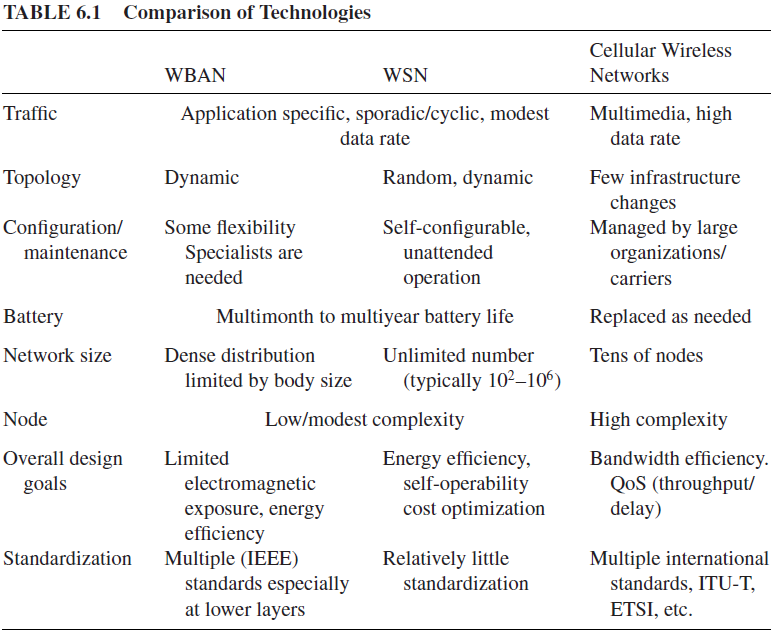 TABLE 6.1 Comparison of Technologies
Cellular Wireless
WBAN WSN Networks
Traffic Application specific, sporadic/cyclic, modest Multimedia, high
data rate data rate
Topology Dynamic Random, dynamic Few infrastructure
changes
Configuration/ Some flexibility Self-configurable, Managed by large
maintenance Specialists are unattended organizations/
needed operation carriers
Battery Multimonth to multiyear battery life Replaced as needed
Network size Dense distribution Unlimited number Tens of nodes
limited by body size (typically 10²–10⁶)
Node Low/modest complexity High complexity
Overall design Limited Energy efficiency, Bandwidth efficiency.
goals electromagnetic self-operability QoS (throughput/
exposure, energy cost optimization delay)
efficiency
Standardization Multiple (IEEE) Relatively little Multiple international
standards especially standardization standards, ITU-T,
at lower layers ETSI, etc.